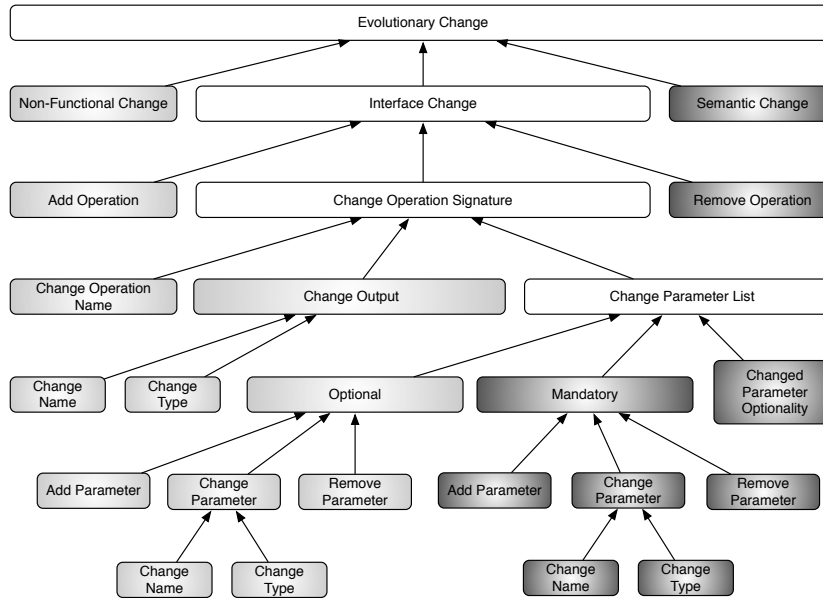 Evolutionary Change
Non-Functional Change
Interface Change
Semantic Change
Add Operation
Change Operation Signature
Remove Operation
Change Operation
Name
Change Output
Change Parameter List
Change
Name
Change
Type
Optional
Mandatory
Changed
Parameter
Optionality
Add Parameter
Change
Parameter
Remove
Parameter
Add Parameter
Change
Parameter
Remove
Parameter
Change
Name
Change
Type
Change
Name
Change
Type